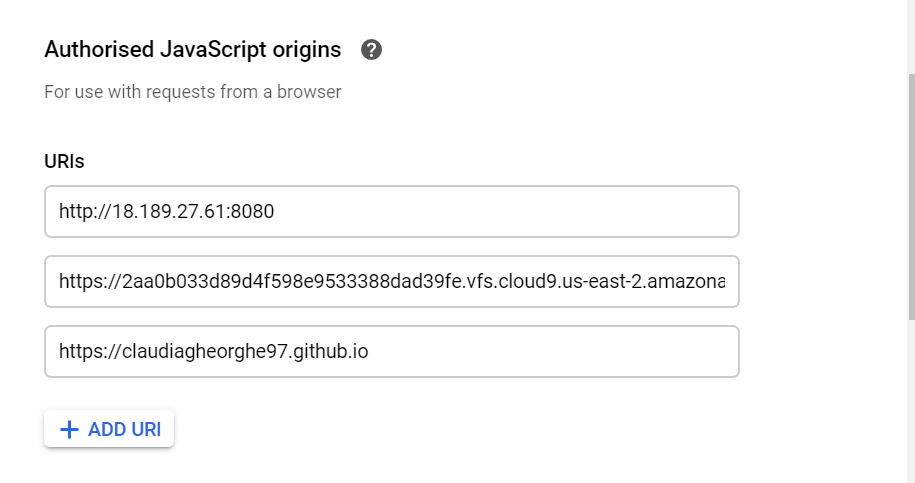 Authorised JavaScript origins
For use with requests from a browser
URIs
http://18.189.27.61:8080
https://2aa0b033d89d4f598e9533388dad39fe.vfs.cloud9.us-east-2.amazona
https://claudiagheorghe97.github.io
+ ADD URI